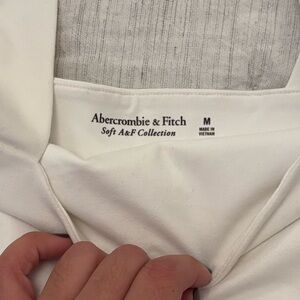 Abercrombie & Fitch
Soft A&F Collection
M
MADE IN
VIETNAM